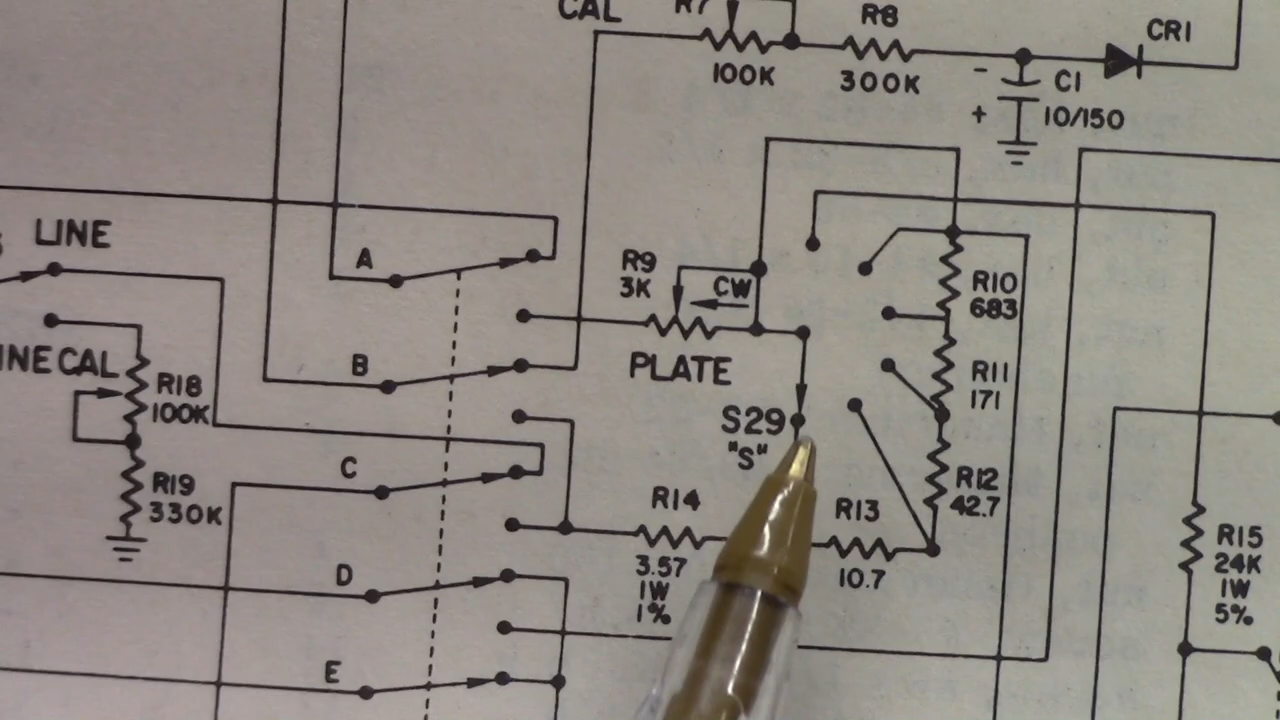 CAL
R7
R8
CR1
100K
300K
-
C1
+
10/150
LINE
A
R9
3K
CW
R10
683
PLATE
B
R18
100K
R11
171
S29
"S"
C
R19
330K
R14
R13
R12
42.7
3.57
1W
1%
10.7
D
R15
24K
1W
5%
E